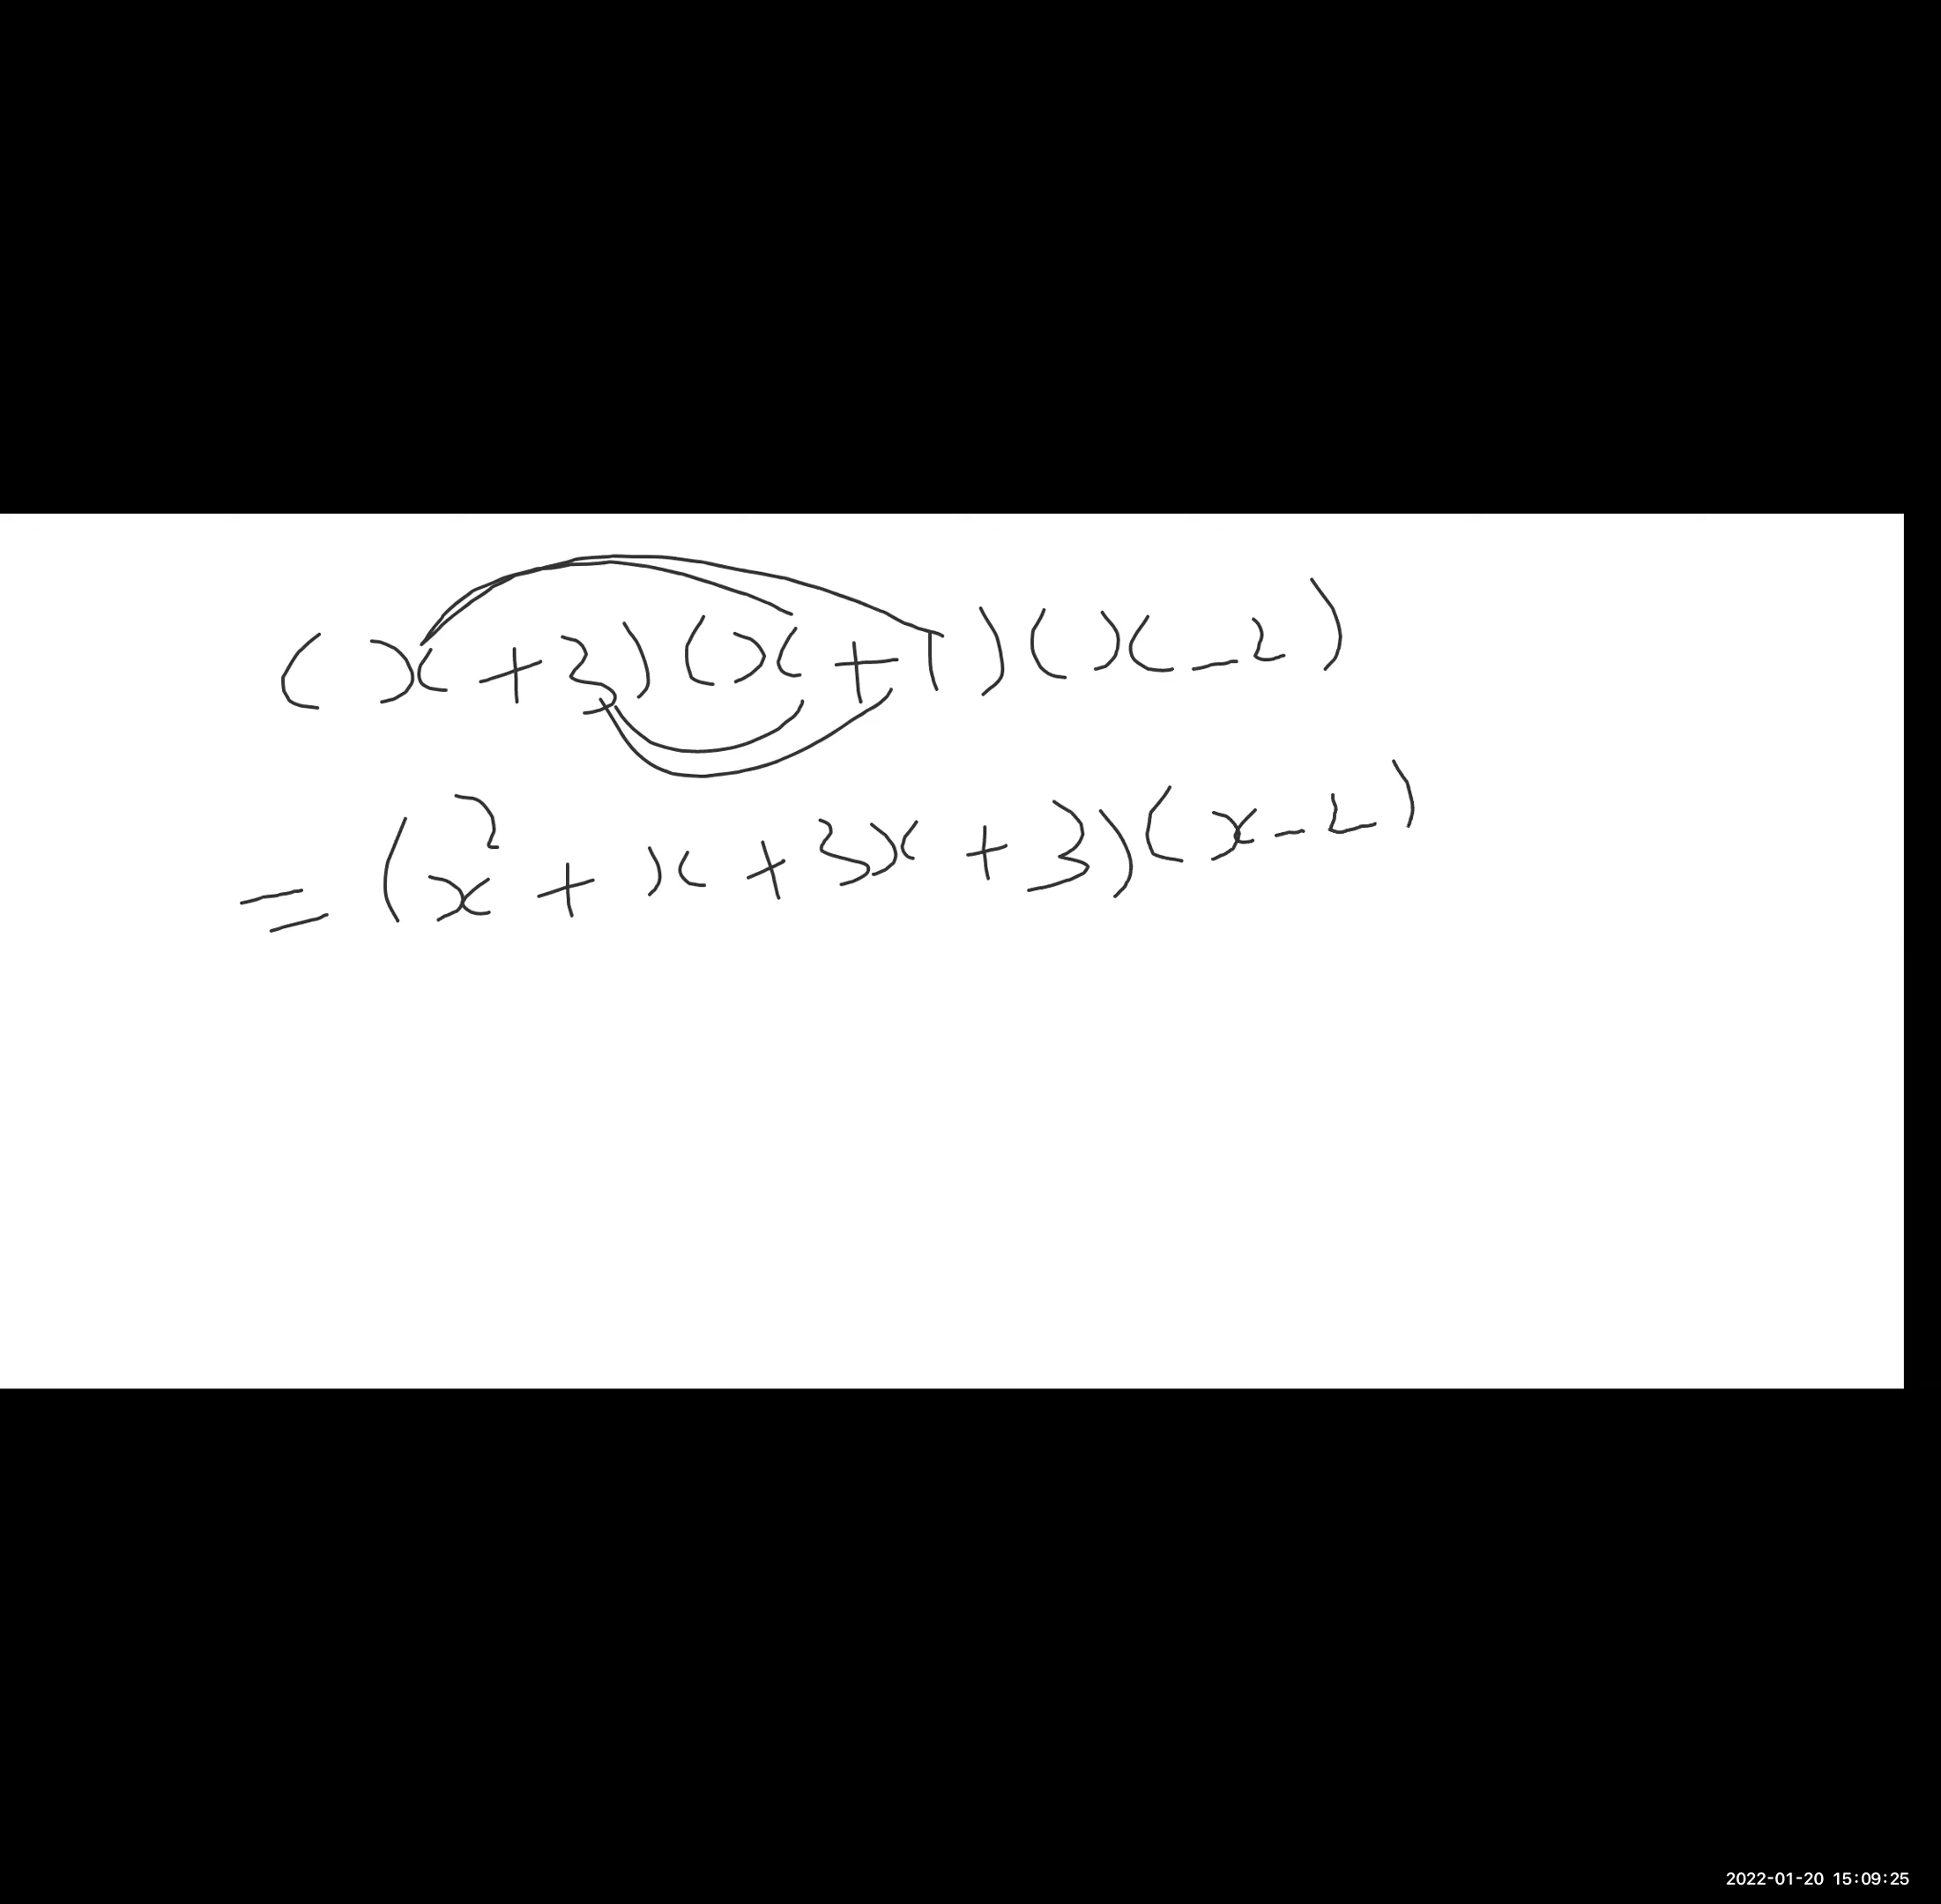 (x + 3)(x + 1)(x - 2)
= (x² + x + 3x + 3)(x - 2)
2022-01-20 15:09:25